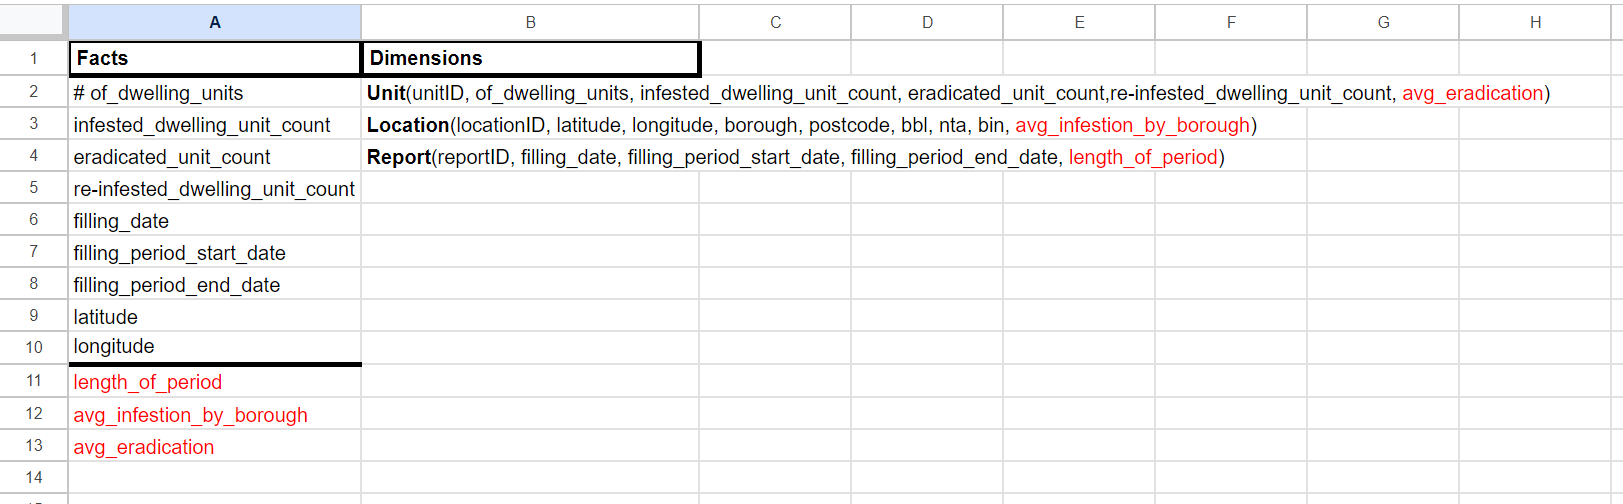 A B C D E F G H
1 Facts Dimensions
2 # of_dwelling_units Unit(unitID, of_dwelling_units, infested_dwelling_unit_count, eradicated_unit_count,re-infested_dwelling_unit_count, avg_eradication)
3 infested_dwelling_unit_count Location(locationID, latitude, longitude, borough, postcode, bbl, nta, bin, avg_infestion_by_borough)
4 eradicated_unit_count Report(reportID, filling_date, filling_period_start_date, filling_period_end_date, length_of_period)
5 re-infested_dwelling_unit_count
6 filling_date
7 filling_period_start_date
8 filling_period_end_date
9 latitude
10 longitude
11 length_of_period
12 avg_infestion_by_borough
13 avg_eradication
14